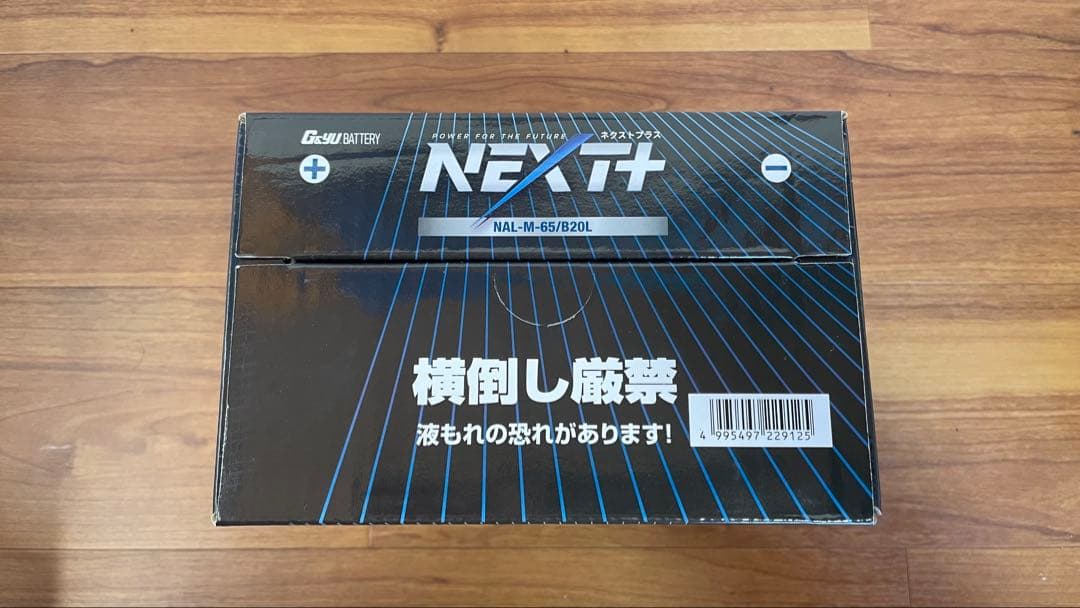 G&YU BATTERY
POWER FOR THE FUTURE ネクストプラス
NEXT+
NAL-M-65/B20L
横倒し厳禁
液もれの恐れがあります!
4 995497 229125